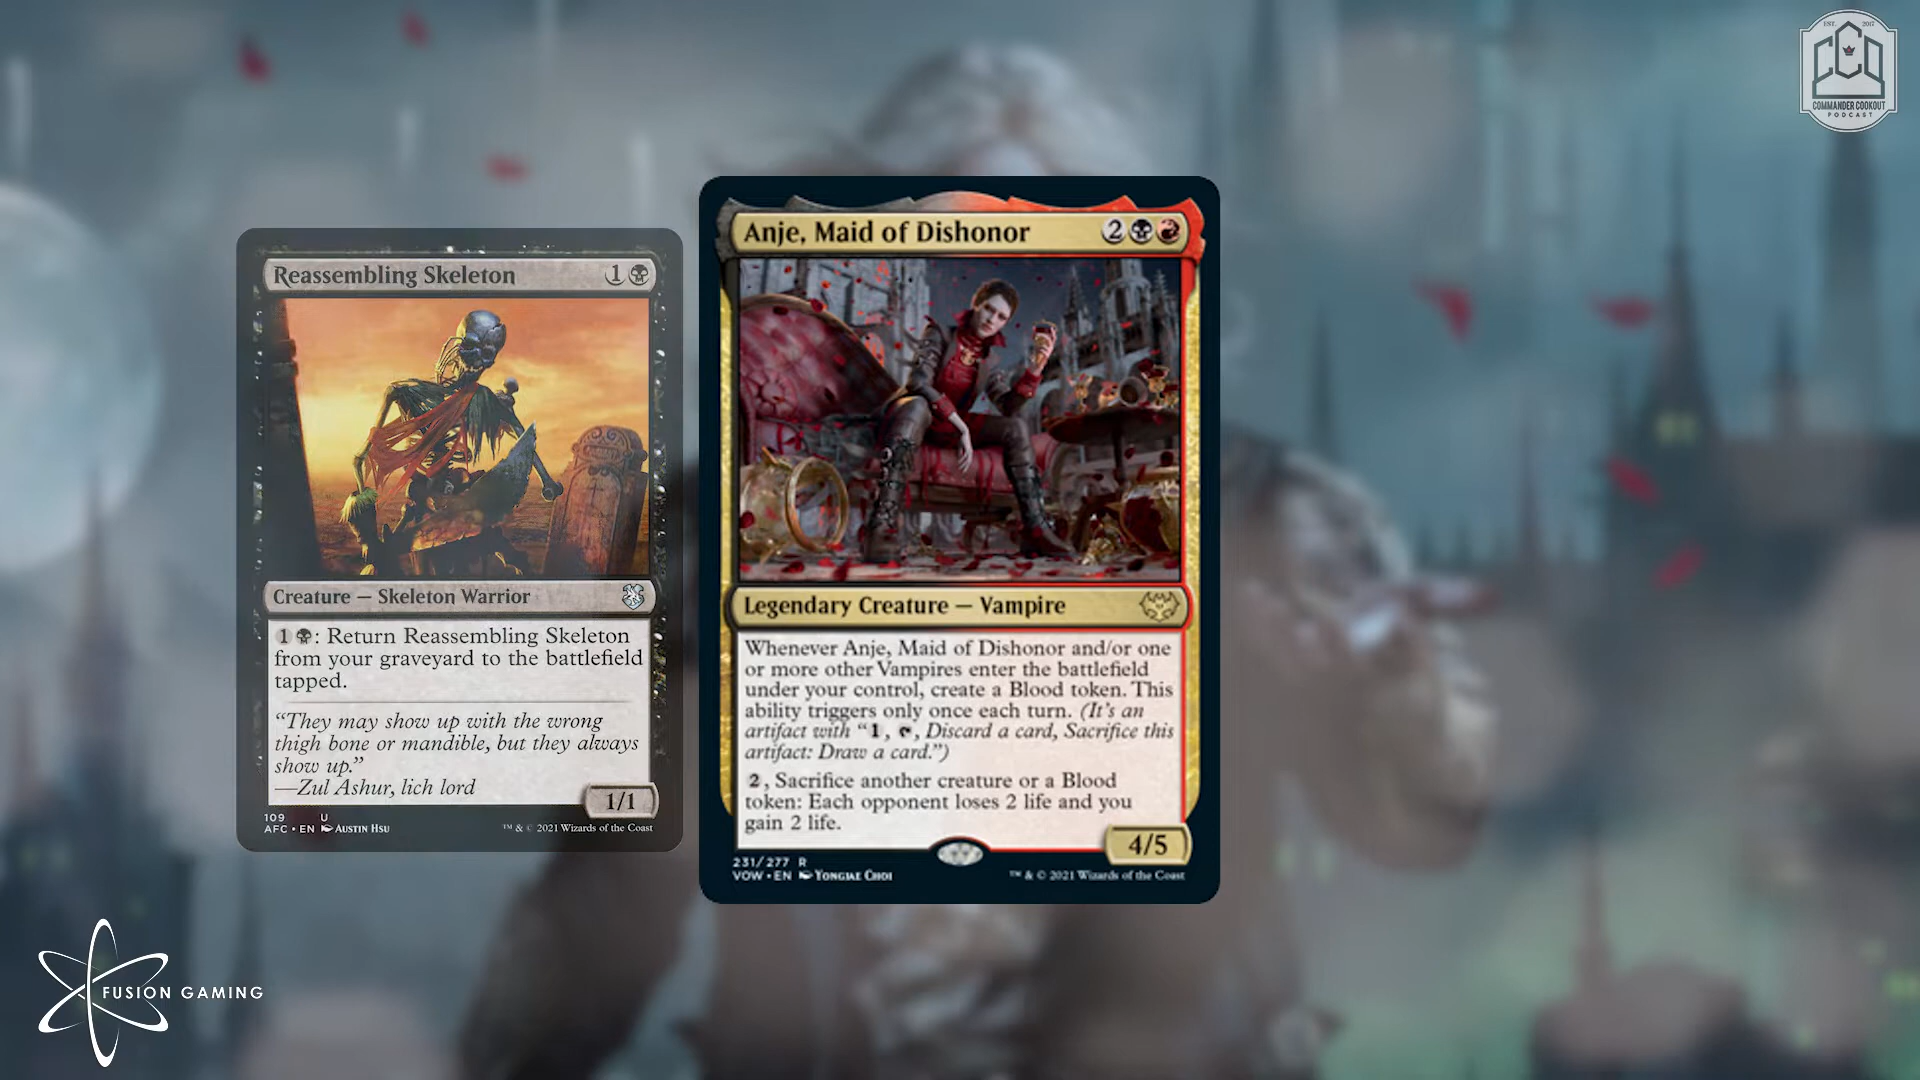 EST. 2017
CCO
COMMANDER COOKOUT
PODCAST
Reassembling Skeleton 1
Creature — Skeleton Warrior
1 : Return Reassembling Skeleton
from your graveyard to the battlefield
tapped.
“They may show up with the wrong
thigh bone or mandible, but they always
show up.”
—Zul Ashur, lich lord
1/1
109 U
AFC • EN Austin Hsu ™ & © 2021 Wizards of the Coast
Anje, Maid of Dishonor 2
Legendary Creature — Vampire
Whenever Anje, Maid of Dishonor and/or one
or more other Vampires enter the battlefield
under your control, create a Blood token. This
ability triggers only once each turn. (It's an
artifact with “1, , Discard a card, Sacrifice this
artifact: Draw a card.”)
2, Sacrifice another creature or a Blood
token: Each opponent loses 2 life and you
gain 2 life.
4/5
231/277 R
VOW • EN Yongjae Choi ™ & © 2021 Wizards of the Coast
FUSION GAMING